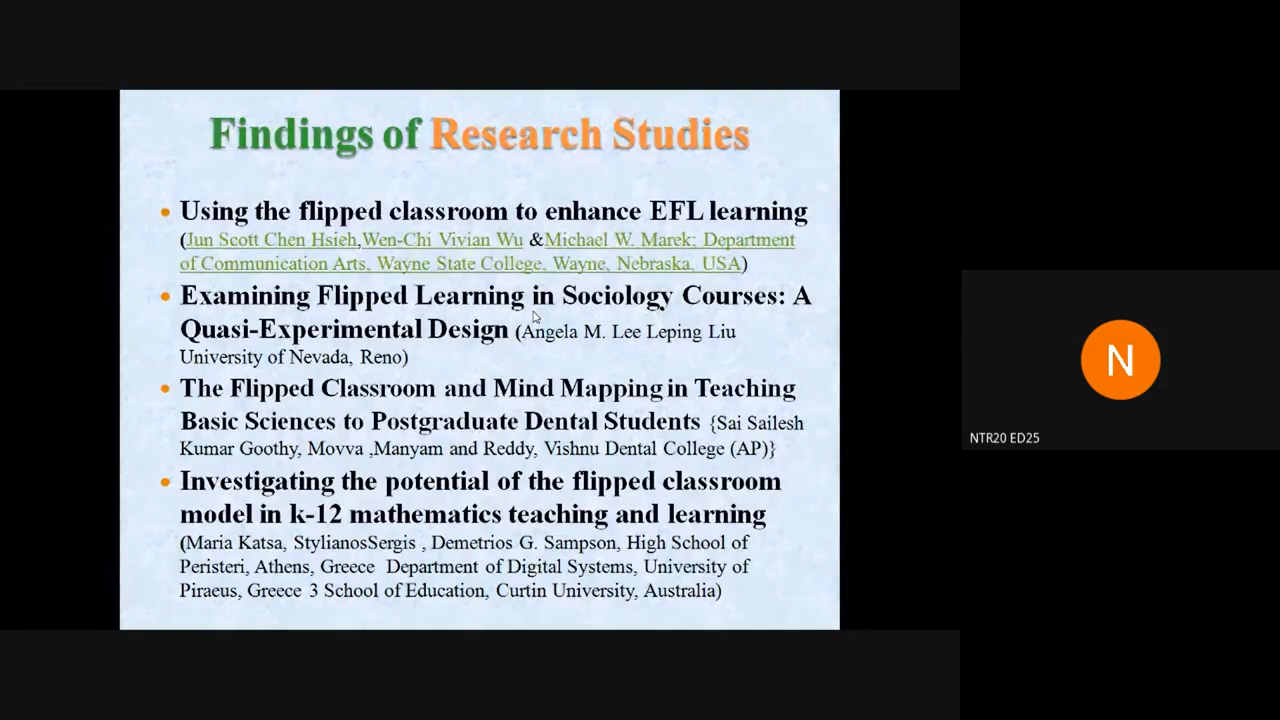 Findings of Research Studies
• Using the flipped classroom to enhance EFL learning
(Jun Scott Chen Hsieh,Wen-Chi Vivian Wu &Michael W. Marek; Department
of Communication Arts, Wayne State College, Wayne, Nebraska, USA)
• Examining Flipped Learning in Sociology Courses: A
Quasi-Experimental Design (Angela M. Lee Leping Liu
University of Nevada, Reno)
• The Flipped Classroom and Mind Mapping in Teaching
Basic Sciences to Postgraduate Dental Students {Sai Sailesh
Kumar Goothy, Movva ,Manyam and Reddy, Vishnu Dental College (AP)}
• Investigating the potential of the flipped classroom
model in k-12 mathematics teaching and learning
(Maria Katsa, StylianosSergis , Demetrios G. Sampson, High School of
Peristeri, Athens, Greece Department of Digital Systems, University of
Piraeus, Greece 3 School of Education, Curtin University, Australia)
N
NTR20 ED25